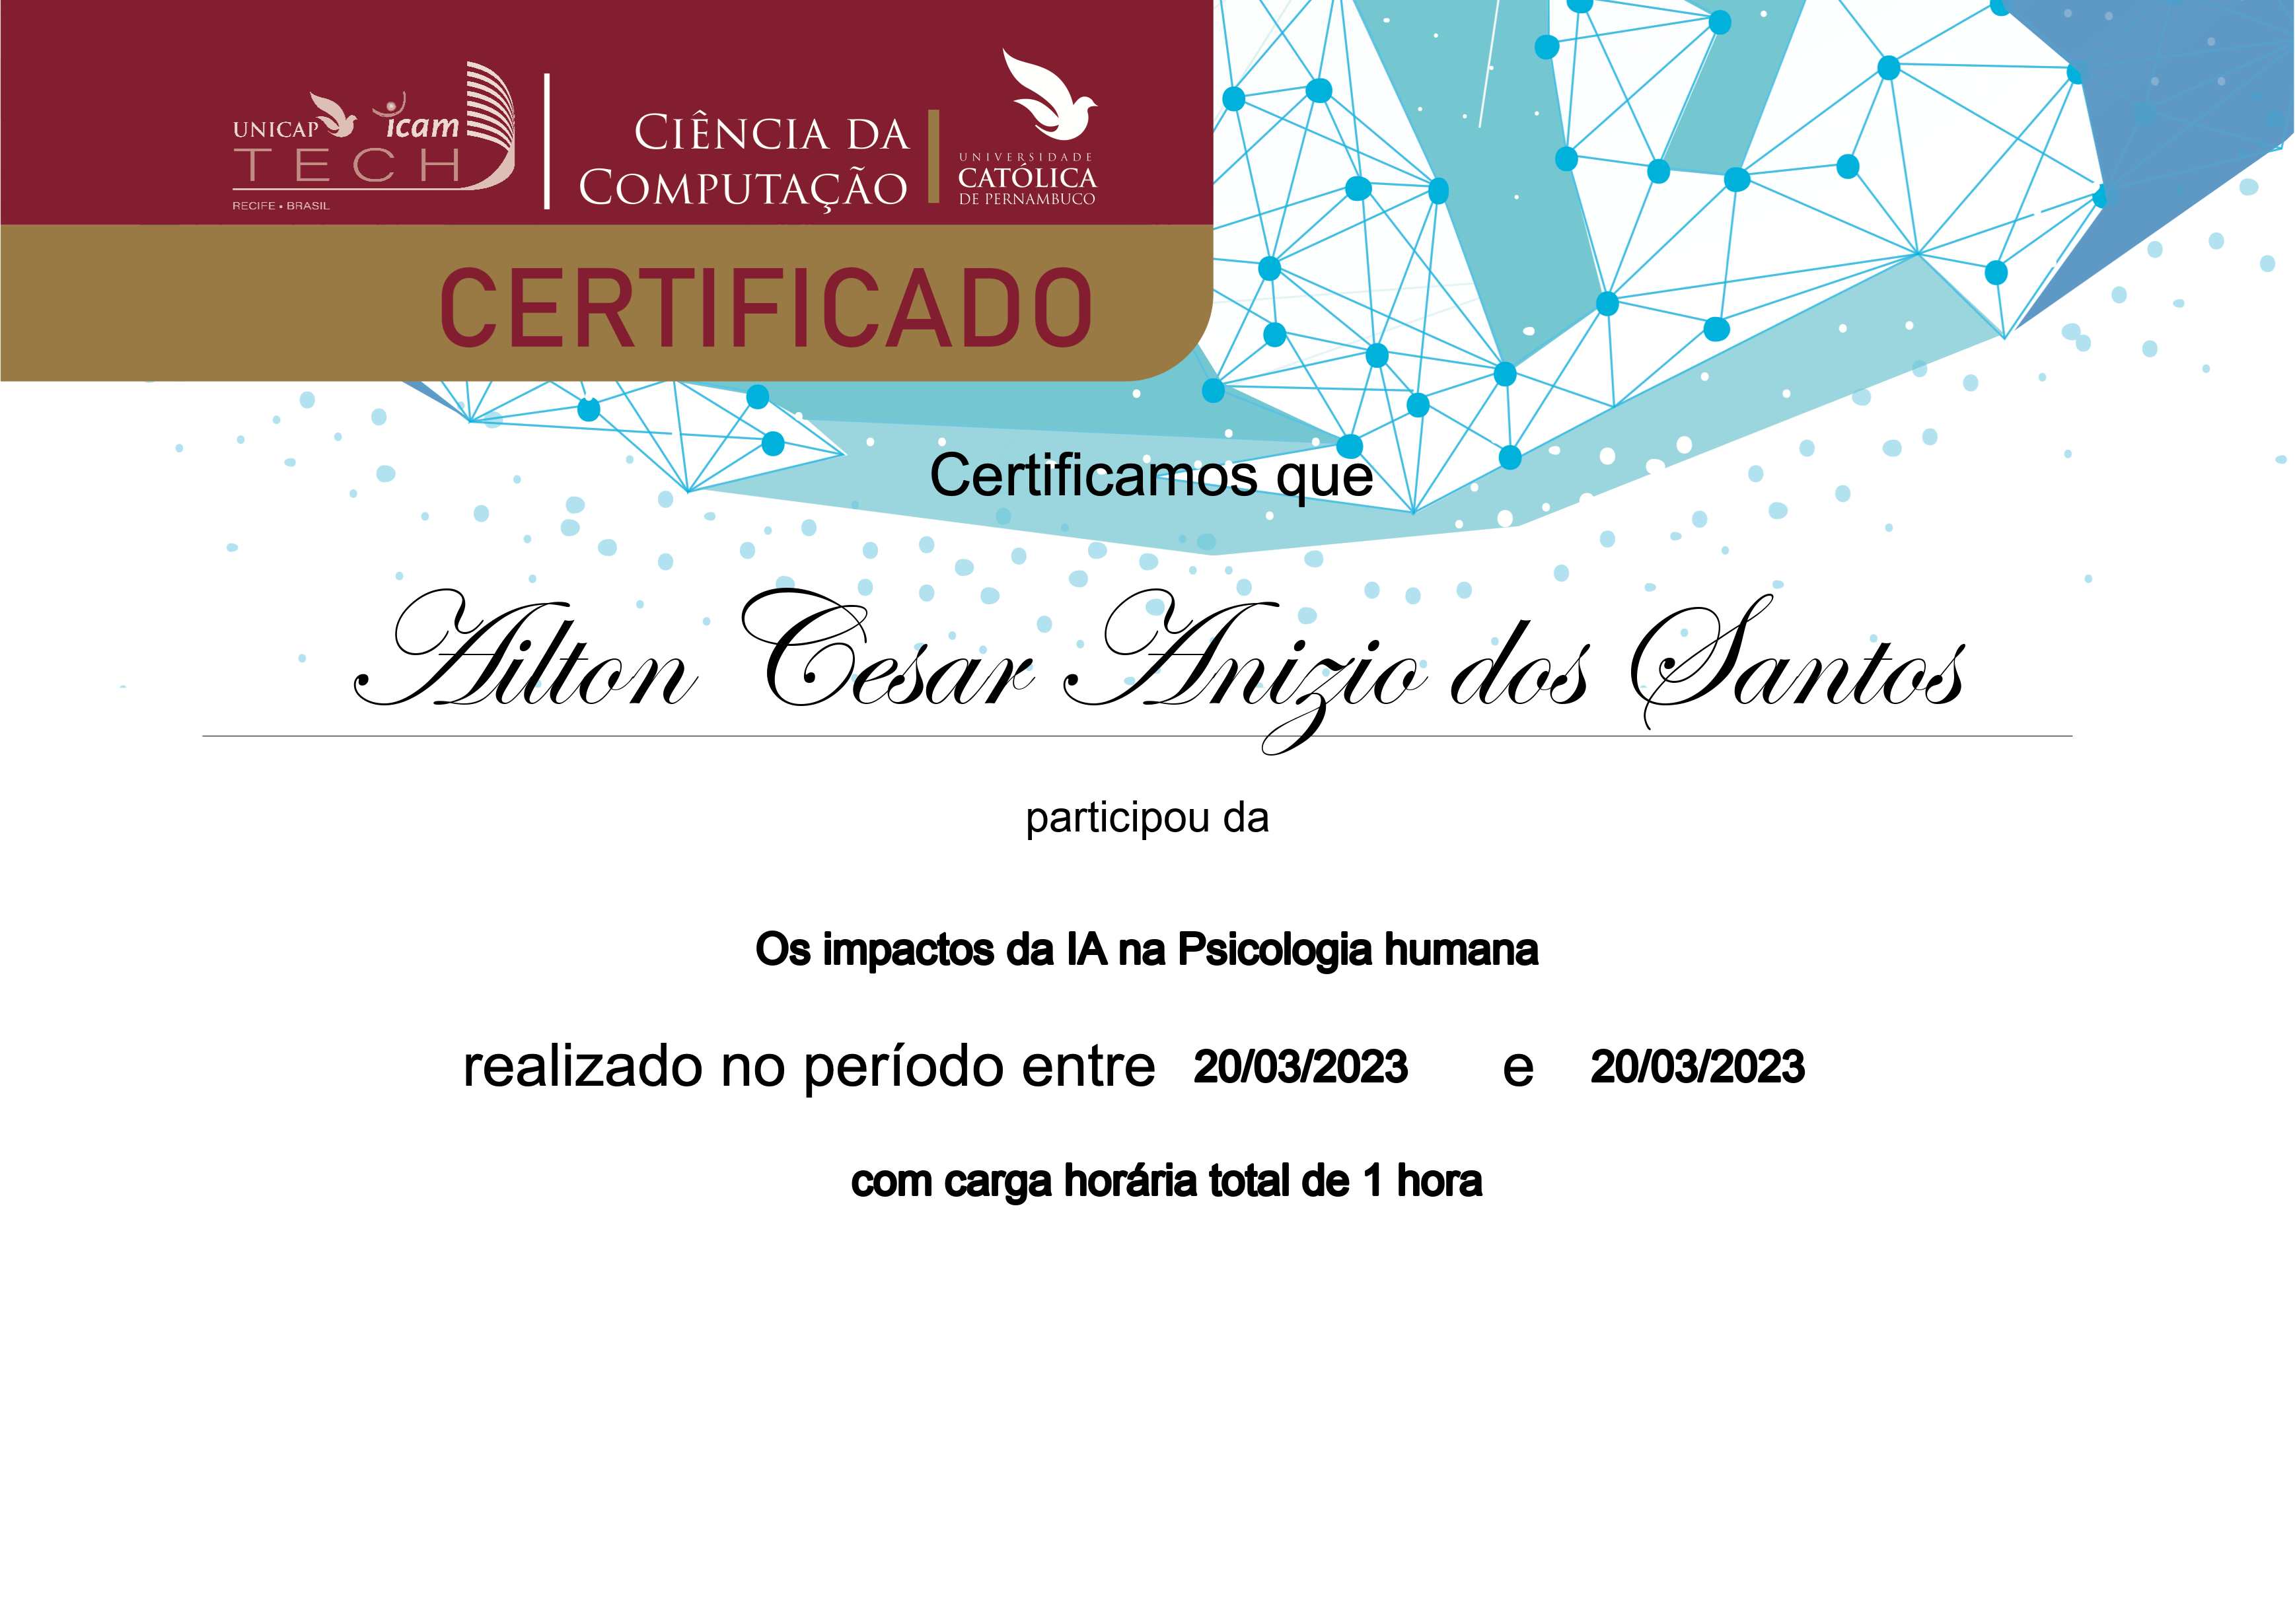 UNICAP icam
TECH
RECIFE • BRASIL
CIÊNCIA DA
COMPUTAÇÃO
UNIVERSIDADE
CATÓLICA
DE PERNAMBUCO
CERTIFICADO
Certificamos que
Ailton Cesar Anizio dos Santos
participou da
Os impactos da IA na Psicologia humana
realizado no período entre 20/03/2023 e 20/03/2023
com carga horária total de 1 hora